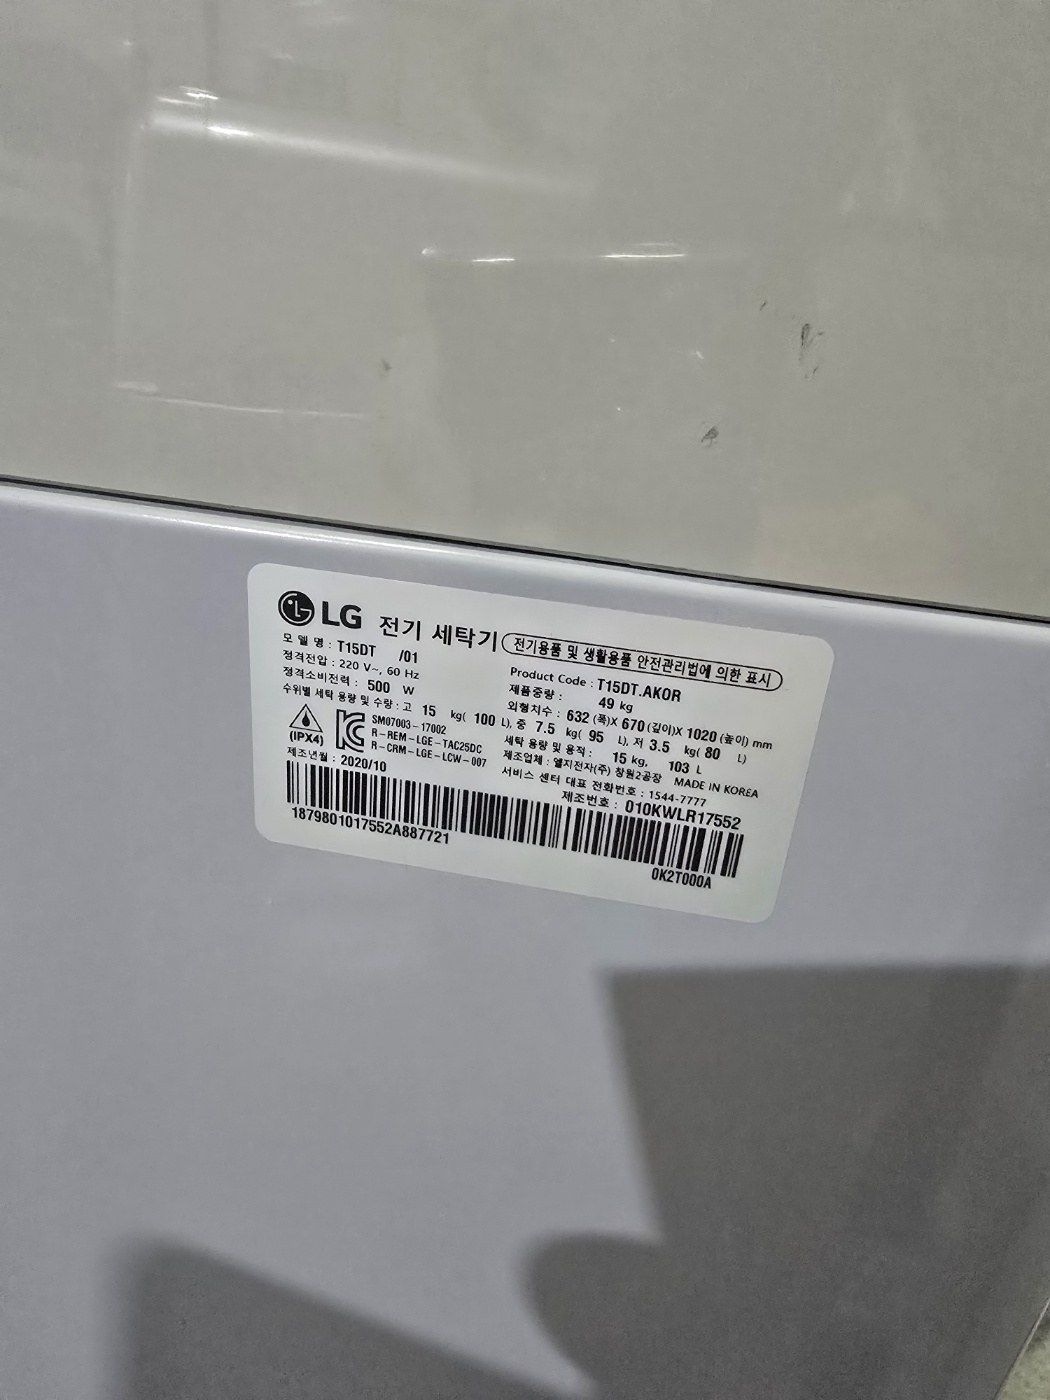 LG 전기 세탁기 전기용품 및 생활용품 안전관리법에 의한 표시
모 델 명 : T15DT /01
Product Code : T15DT.AKOR
정격전압 : 220 V~, 60 Hz
제품중량 : 49 kg
정격소비전력 : 500 W
외형치수 : 632 (폭)X 670 (깊이)X 1020 (높이) mm
수위별 세탁 용량 및 수량 : 고 15 kg( 100 L), 중 7.5 kg( 95 L), 저 3.5 kg( 80 L)
세탁 용량 및 용적 : 15 kg, 103 L
(IPX4)
SM07003-17002
R-REM-LGE-TAC25DC
R-CRM-LGE-LCW-007
제조업체 : 엘지전자(주) 창원2공장 MADE IN KOREA
서비스 센터 대표 전화번호 : 1544-7777
제조년월 : 2020/10
제조번호 : 010KWLR17552
1879801017552A887721
0K2T000A